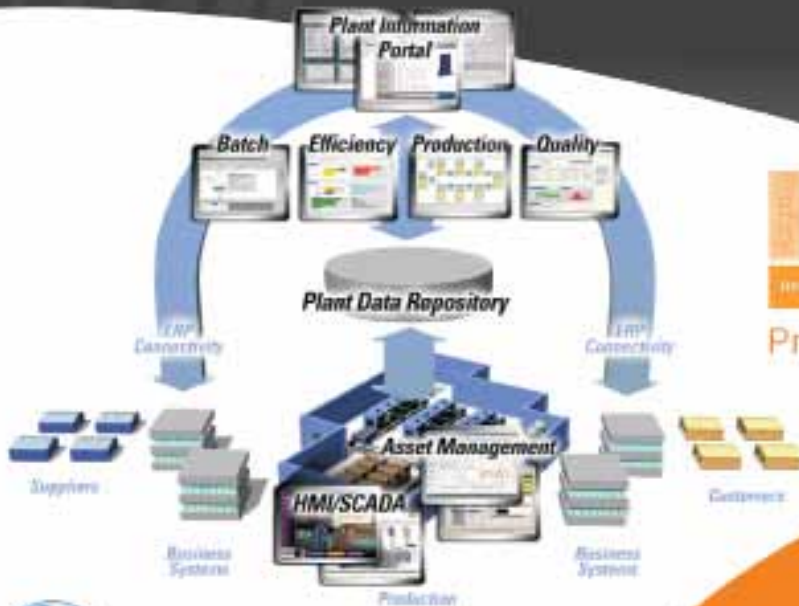 Plant Information
Portal
Batch
Efficiency
Production
Quality
Plant Data Repository
ERP
Connectivity
ERP
Connectivity
Asset Management
HMI/SCADA
Suppliers
Customers
Business
Systems
Business
Systems
Production